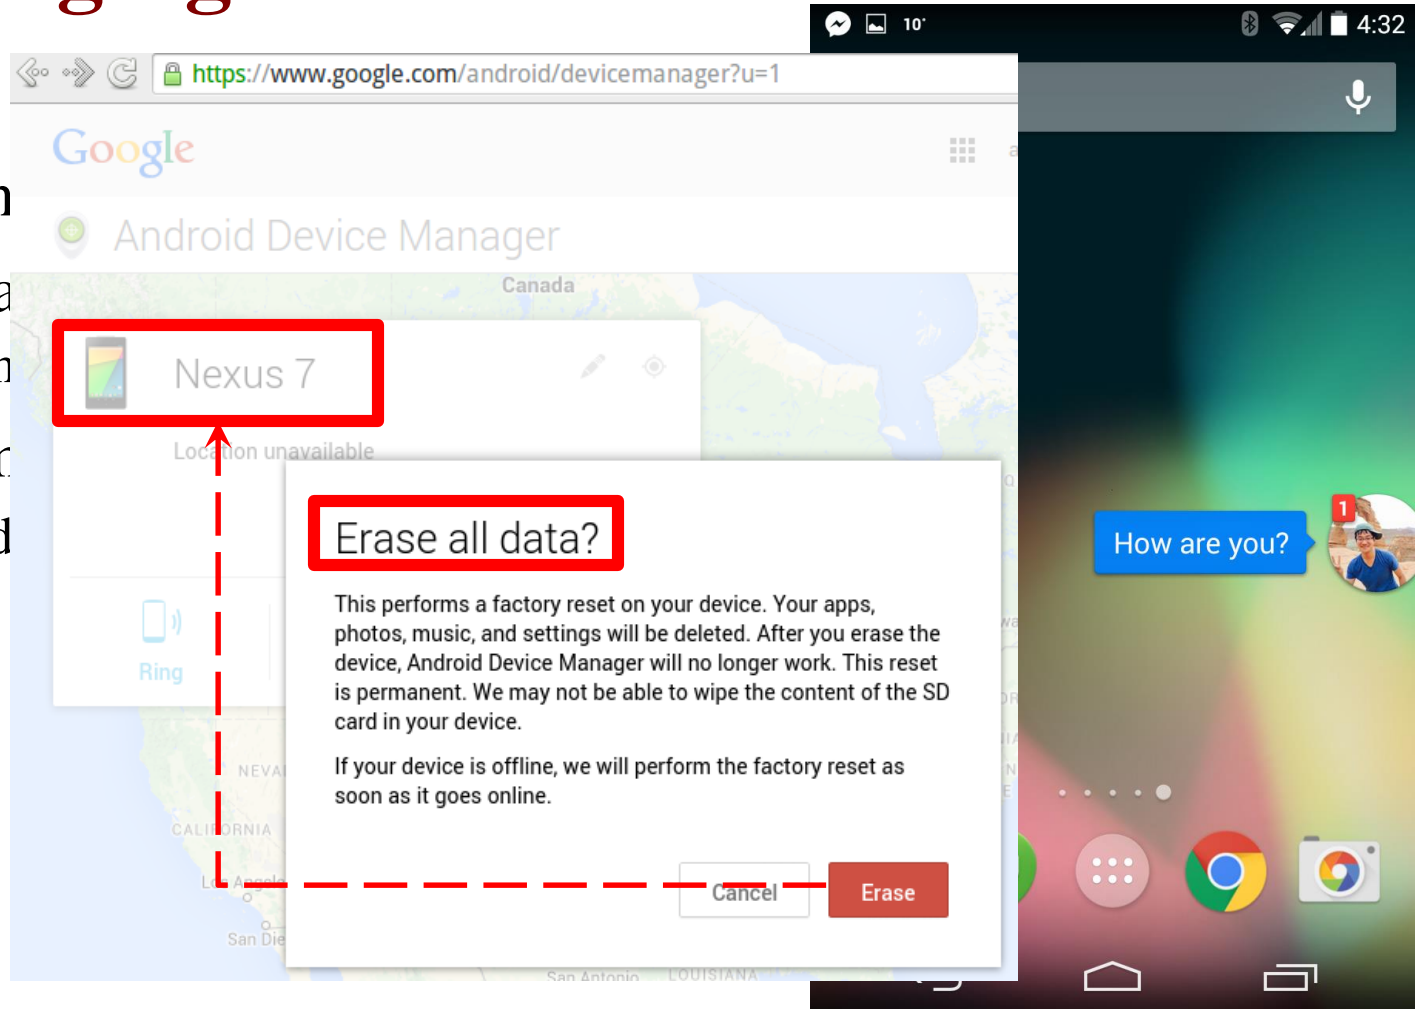 10°
4:32
https://www.google.com/android/devicemanager?u=1
Google
Android Device Manager
Canada
Nexus 7
Location unavailable
How are you?
1
Erase all data?
This performs a factory reset on your device. Your apps,
photos, music, and settings will be deleted. After you erase the
device, Android Device Manager will no longer work. This reset
is permanent. We may not be able to wipe the content of the SD
card in your device.
If your device is offline, we will perform the factory reset as
soon as it goes online.
Ring
CALIFORNIA
Cancel
Erase
San Antonio
LOUISIANA